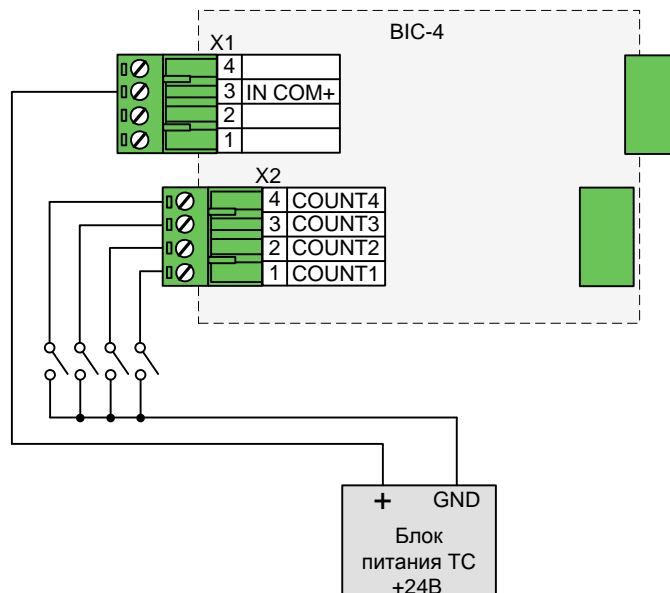 BIC-4
X1
4
3 IN COM+
2
1
X2
4 COUNT4
3 COUNT3
2 COUNT2
1 COUNT1
+ GND
Блок
питания ТС
+24В